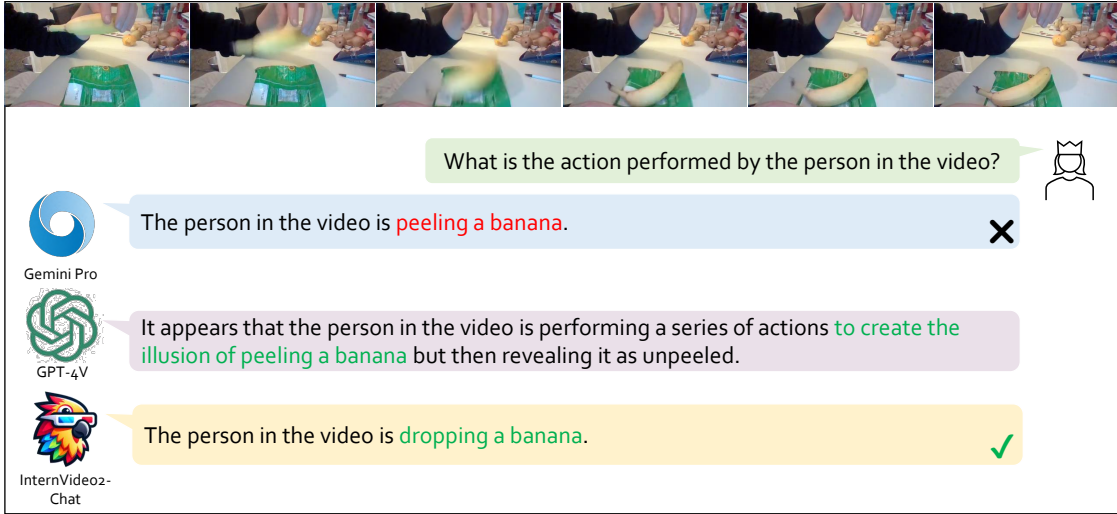 What is the action performed by the person in the video?
The person in the video is peeling a banana.
Gemini Pro
It appears that the person in the video is performing a series of actions to create the
illusion of peeling a banana but then revealing it as unpeeled.
GPT-4V
The person in the video is dropping a banana.
InternVideo2-
Chat